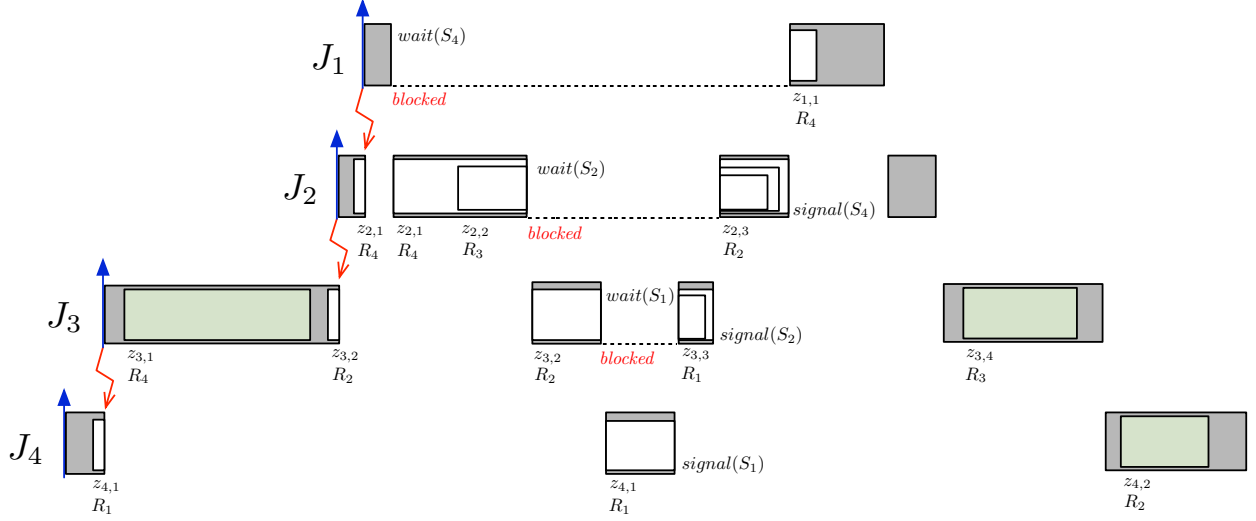 wait(S₄)
J₁
blocked
z₁,₁
R₄
wait(S₂)
J₂
signal(S₄)
z₂,₁ z₂,₁ z₂,₂ blocked z₂,₃
R₄ R₄ R₃ R₂
wait(S₁)
J₃
signal(S₂)
z₃,₁ z₃,₂ z₃,₂ blocked z₃,₃ z₃,₄
R₄ R₂ R₂ R₁ R₃
J₄
signal(S₁)
z₄,₁ z₄,₁ z₄,₂
R₁ R₁ R₂